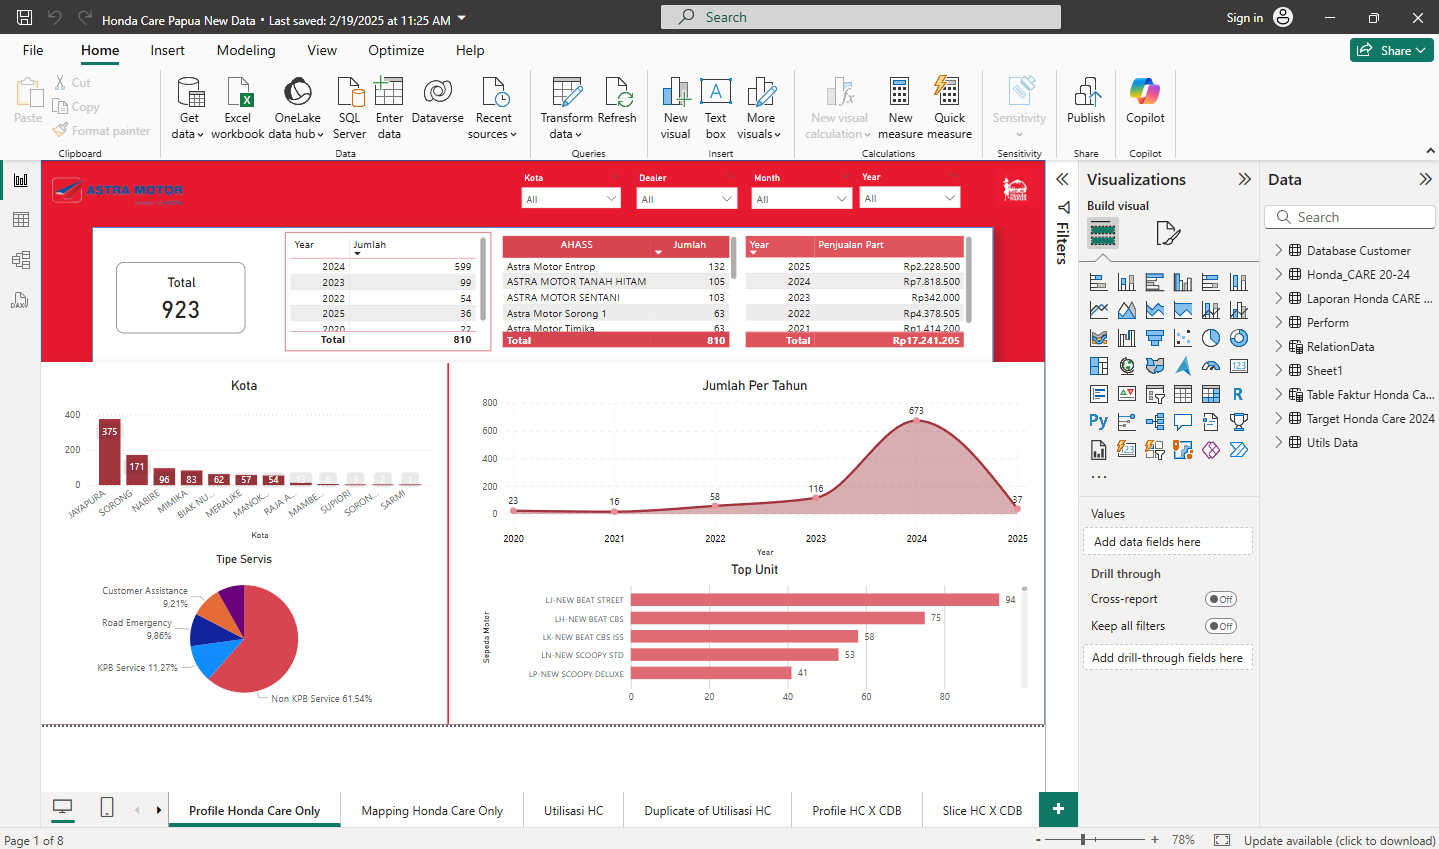 Honda Care Papua New Data • Last saved: 2/19/2025 at 11:25 AM
Search
Sign in
File
Home
Insert
Modeling
View
Optimize
Help
Share
Paste
Cut
Copy
Format painter
Clipboard
Get data
Excel workbook
OneLake data hub
SQL Server
Enter data
Dataverse
Recent sources
Data
Transform data
Refresh
Queries
New visual
Text box
More visuals
Insert
New visual calculation
New measure
Quick measure
Calculations
Sensitivity
Sensitivity
Publish
Share
Copilot
Copilot
ASTRA MOTOR
Kota
All
Dealer
All
Month
All
Year
All
Total
923
Year Jumlah
2024 599
2023 99
2022 54
2025 36
2020 22
Total 810
AHASS Jumlah
Astra Motor Entrop 132
ASTRA MOTOR TANAH HITAM 105
ASTRA MOTOR SENTANI 103
Astra Motor Sorong 1 63
Astra Motor Timika 63
Total 810
Year Penjualan Part
2025 Rp2.228.500
2024 Rp7.818.500
2023 Rp342.000
2022 Rp4.378.505
2021 Rp1.414.200
Total Rp17.241.205
Kota
400
200
0
375
171
96
83
62
57
54
JAYAPURA
SORONG
NABIRE
MIMIKA
BIAK NU...
MERAUKE
MANOK...
RAJA A...
MAMBE...
SUPIORI
SORON...
SARMI
Kota
Jumlah Per Tahun
800
600
400
200
0
23
16
58
116
673
37
2020
2021
2022
2023
2024
2025
Year
Tipe Servis
Customer Assistance
9,21%
Road Emergency
9,86%
KPB Service 11,27%
Non KPB Service 61,54%
Top Unit
Sepeda Motor
LJ-NEW BEAT STREET 94
LH-NEW BEAT CBS 75
LK-NEW BEAT CBS ISS 58
LN-NEW SCOOPY STD 53
LP-NEW SCOOPY DELUXE 41
0 20 40 60 80
Filters
Visualizations
Build visual
123
R
Py
123
...
Values
Add data fields here
Drill through
Cross-report
Off
Keep all filters
Off
Add drill-through fields here
Data
Search
Database Customer
Honda_CARE 20-24
Laporan Honda CARE ...
Perform
RelationData
Sheet1
Table Faktur Honda Ca...
Target Honda Care 2024
Utils Data
Profile Honda Care Only
Mapping Honda Care Only
Utilisasi HC
Duplicate of Utilisasi HC
Profile HC X CDB
Slice HC X CDB
+
Page 1 of 8
- + 78%
Update available (click to download)